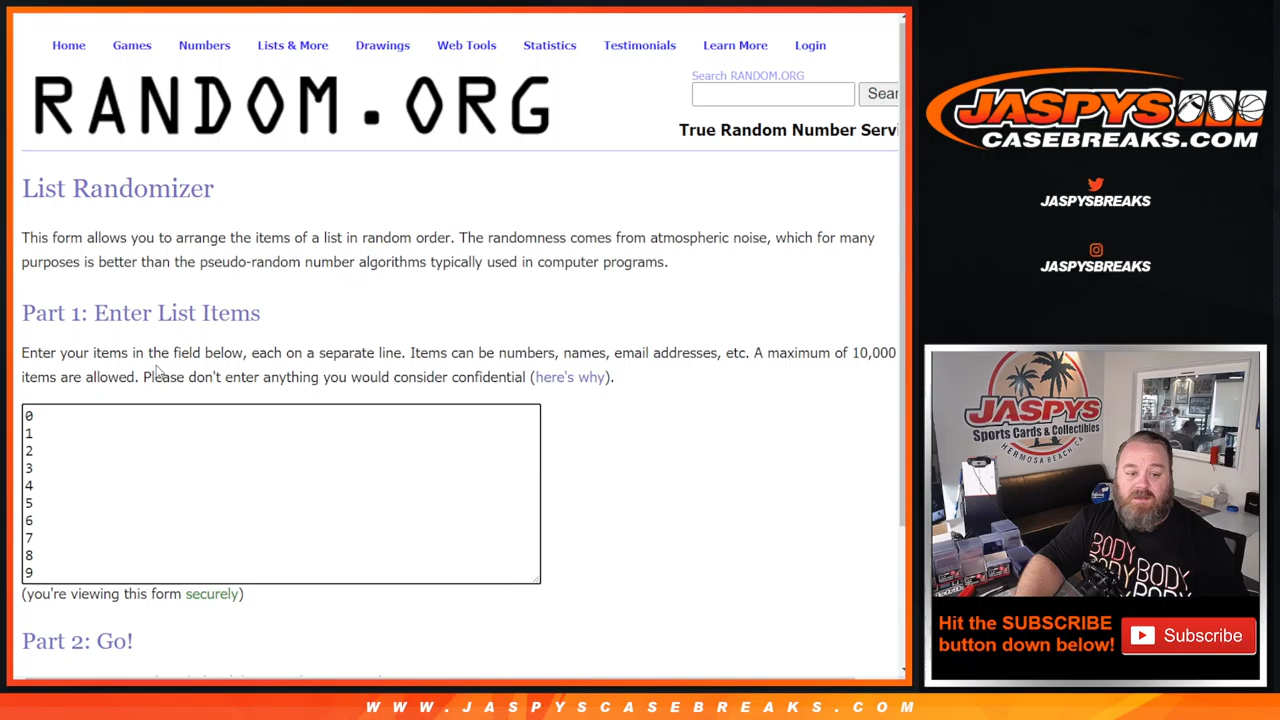 Home Games Numbers Lists & More Drawings Web Tools Statistics Testimonials Learn More Login
RANDOM.ORG
Search RANDOM.ORG
Sear
True Random Number Servi
List Randomizer
This form allows you to arrange the items of a list in random order. The randomness comes from atmospheric noise, which for many
purposes is better than the pseudo-random number algorithms typically used in computer programs.
Part 1: Enter List Items
Enter your items in the field below, each on a separate line. Items can be numbers, names, email addresses, etc. A maximum of 10,000
items are allowed. Please don't enter anything you would consider confidential (here's why).
0
1
2
3
4
5
6
7
8
9
(you're viewing this form securely)
Part 2: Go!
JASPYS
CASEBREAKS.COM
JASPYSBREAKS
JASPYSBREAKS
JASPYS
Sports Cards & Collectibles
HERMOSA BEACH, CA
BODY
BODY
BODY
Hit the SUBSCRIBE
button down below!
Subscribe
WWW.JASPYSCASEBREAKS.COM